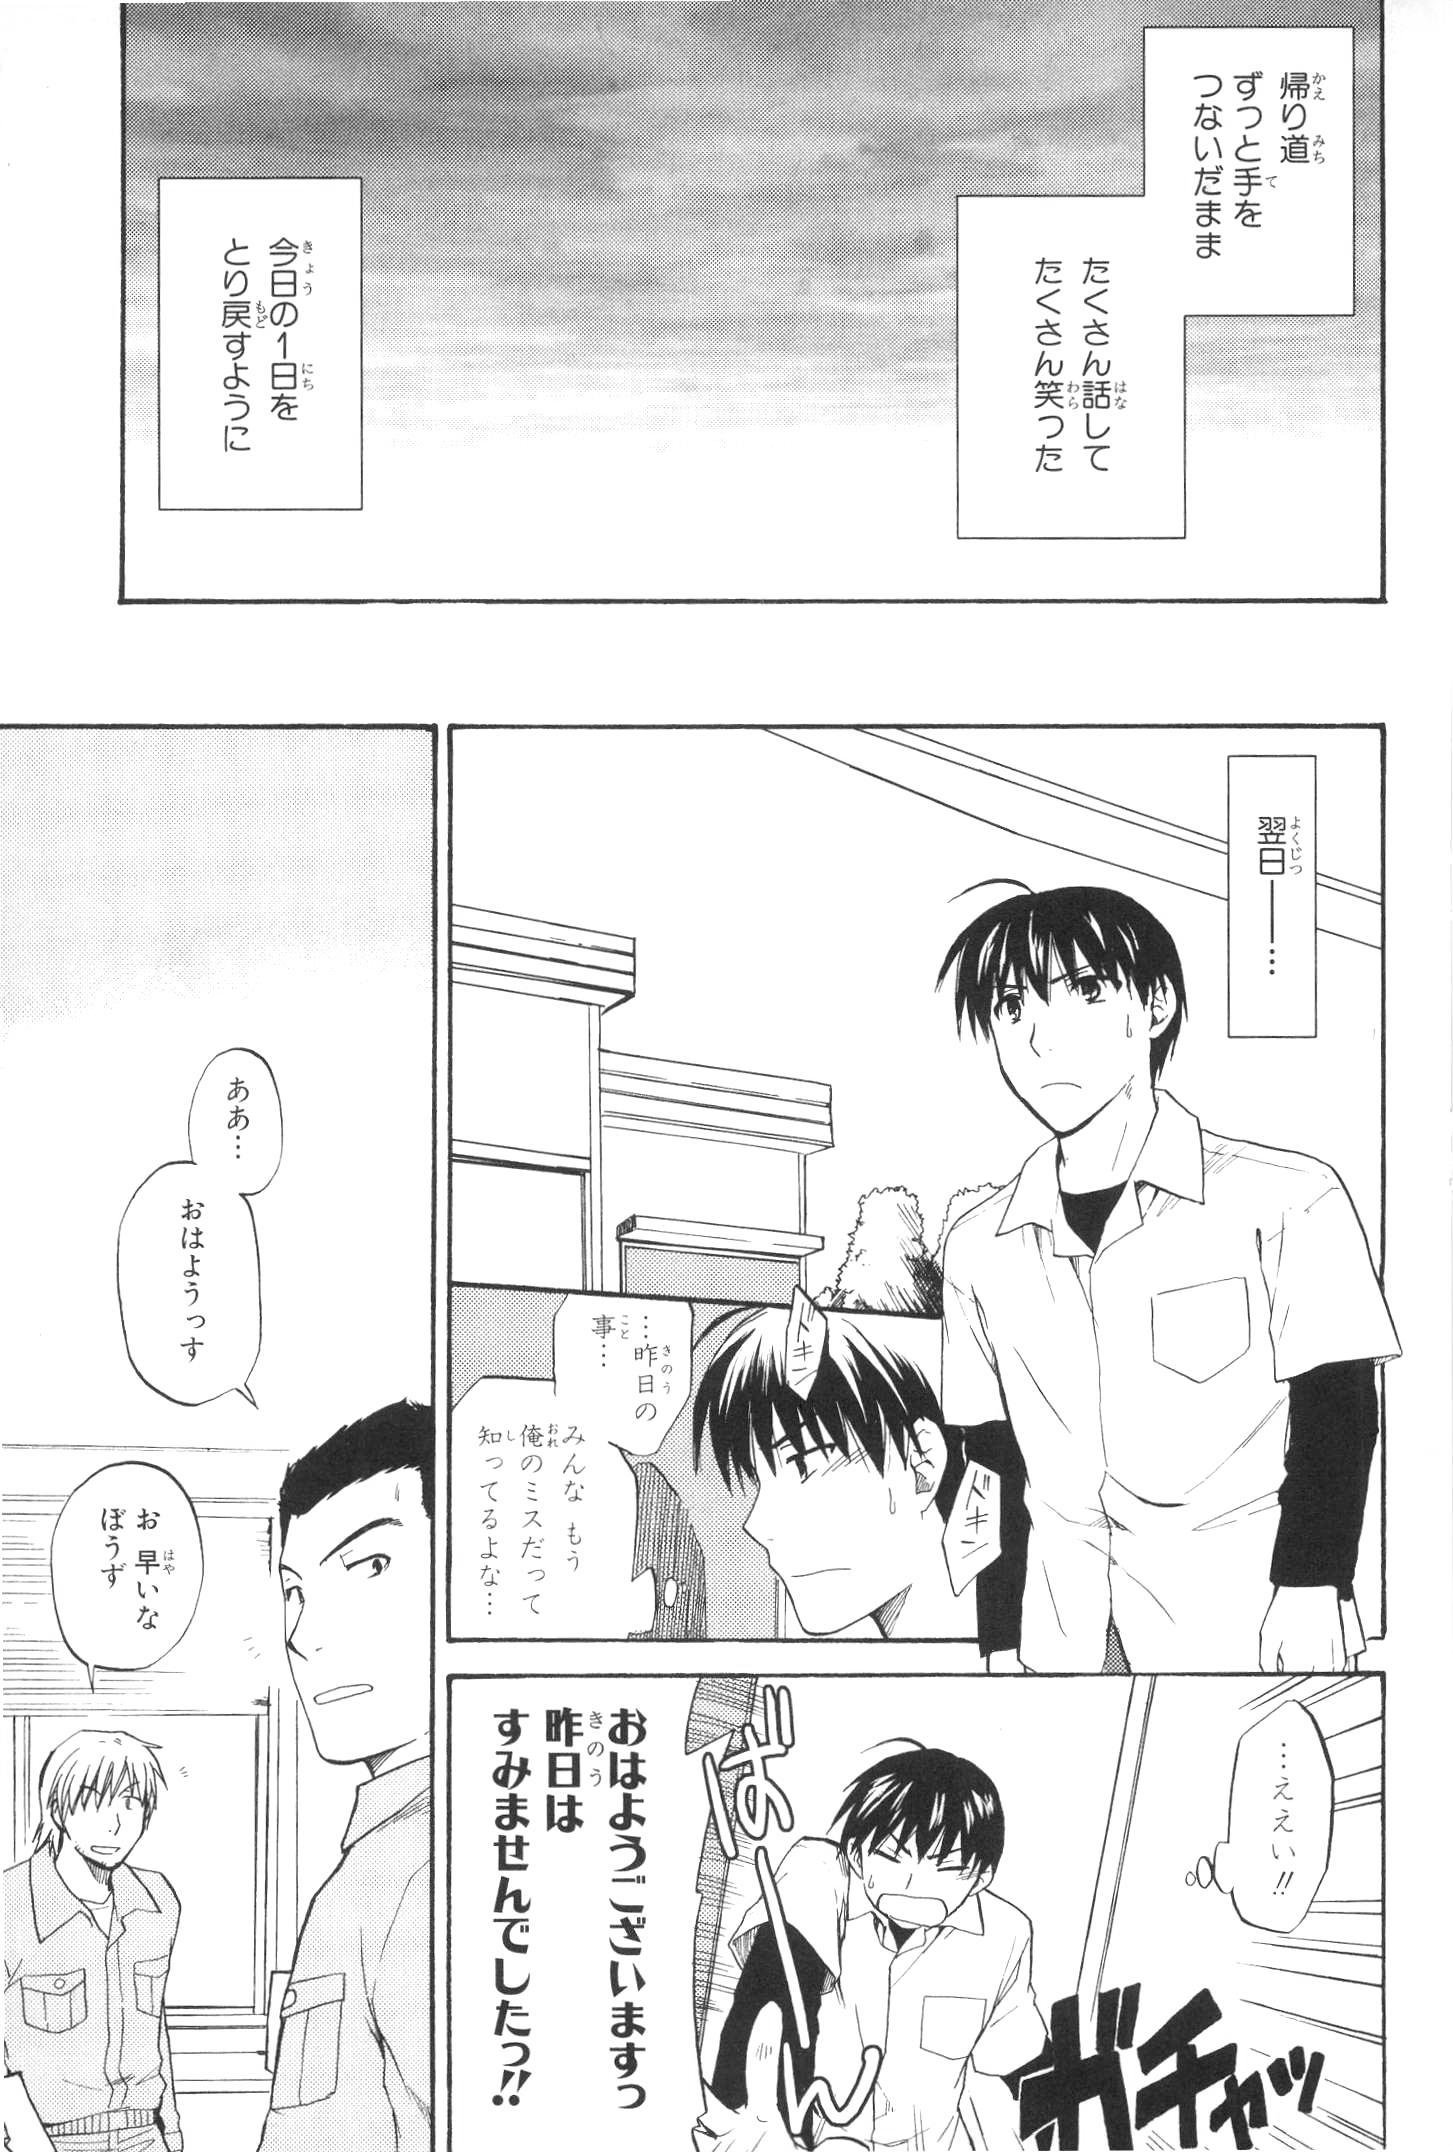 帰り道
ずっと手を
つないだまま
たくさん話して
たくさん笑った
今日の1日を
とり戻すように
翌日――…
…昨日の
事…
みんな もう
俺のミスだって
知ってるよな…
ドキン
ドキン
…ええい!!
ガチャッ
ばーーん
おはようございますっ
昨日は
すみませんでしたっ!!
ああ…
おはようっす
お 早いな
ぼうず